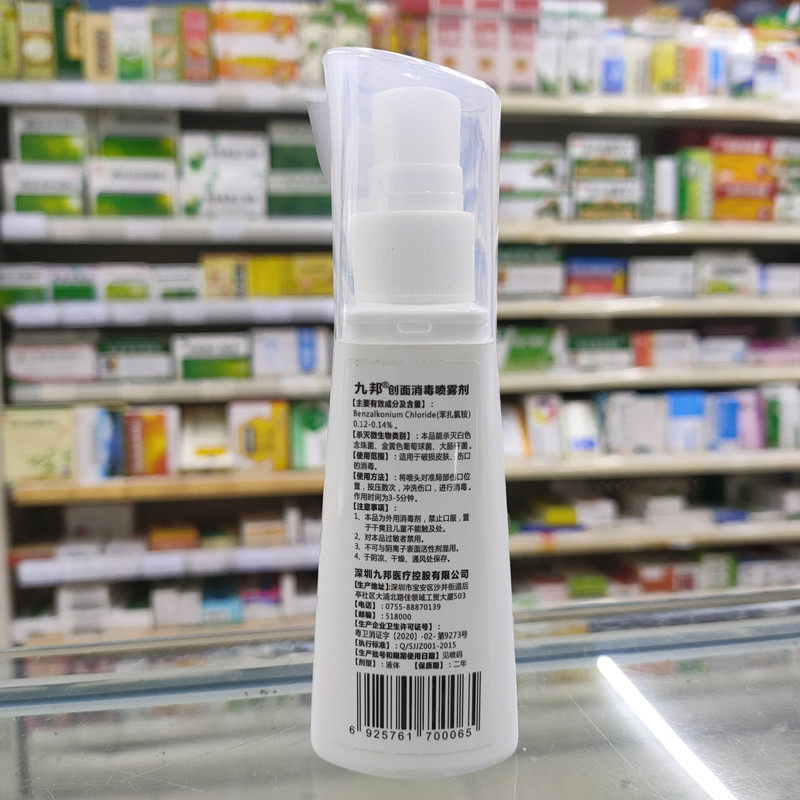 九邦®创面消毒喷雾剂
【主要有效成分及含量】:
Benzalkonium Chloride(苯扎氯铵)
0.12-0.14%。
【杀灭微生物类别】:本品能杀灭白色
念珠菌、金黄色葡萄球菌、大肠杆菌。
【使用范围】:适用于破损皮肤、伤口
的消毒。
【使用方法】:将喷头对准局部伤口位
置,按压数次,冲洗伤口,进行消毒。
作用时间为3-5分钟。
【注意事项】:
1、本品为外用消毒剂,禁止口服,置
于干爽且儿童不能触及处。
2、对本品过敏者禁用。
3、不可与阴离子表面活性剂混用。
4、于阴凉、干燥、通风处保存。
深圳九邦医疗控股有限公司
【生产地址】:深圳市宝安区沙井街道后
亭社区大浦北路佳领域工贸大厦503
【电话】:0755-88870139
【邮编】:518000
【生产企业卫生许可证号】:
粤卫消证字【2020】-02-第9273号
【执行标准】:Q/SJJZ001-2015
【生产批号和限期使用日期】见喷码
【剂型】:液体 【保质期】:二年
6 925761 700065